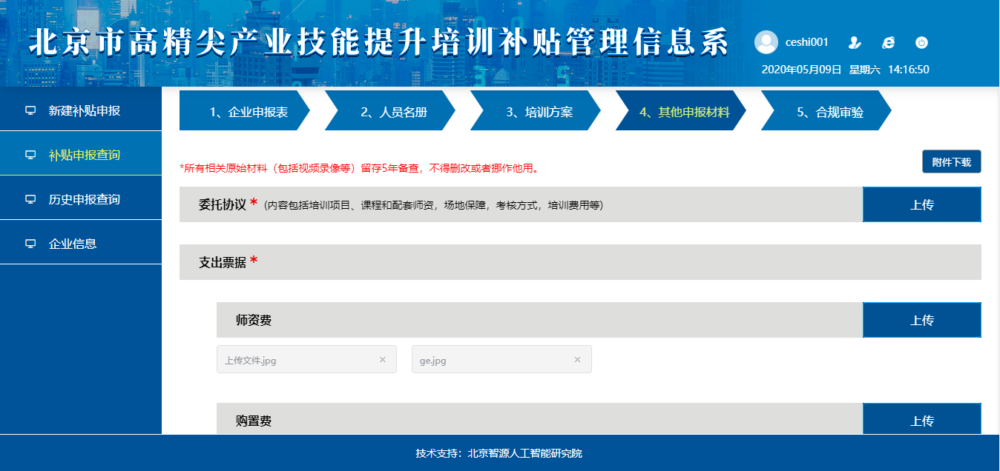 北京市高精尖产业技能提升培训补贴管理信息系
ceshi001
2020年05月09日 星期六 14:16:50
新建补贴申报
补贴申报查询
历史申报查询
企业信息
1、企业申报表
2、人员名册
3、培训方案
4、其他申报材料
5、合规审验
*所有相关原始材料（包括视频录像等）留存5年备查，不得删改或者挪作他用。
附件下载
委托协议 * (内容包括培训项目、课程和配套师资，场地保障，考核方式，培训费用等)
上传
支出票据 *
师资费
上传
上传文件.jpg ×
ge.jpg ×
购置费
上传
技术支持：北京智源人工智能研究院